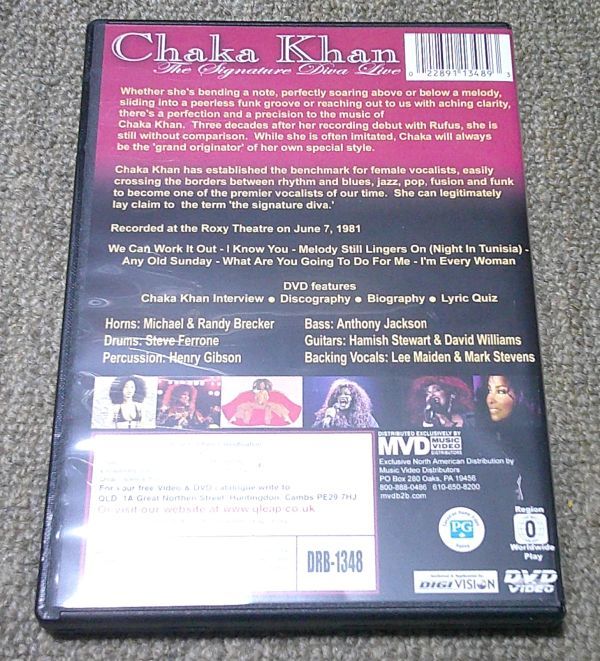 Chaka Khan
The Signature Diva Live
0 22891 13489 3
Whether she's bending a note, perfectly soaring above or below a melody,
sliding into a peerless funk groove or reaching out to us with aching clarity,
there's a perfection and a precision to the music of
Chaka Khan. Three decades after her recording debut with Rufus, she is
still without comparison. While she is often imitated, Chaka will always
be the 'grand originator' of her own special style.
Chaka Khan has established the benchmark for female vocalists, easily
crossing the borders between rhythm and blues, jazz, pop, fusion and funk
to become one of the premier vocalists of our time. She can legitimately
lay claim to the term 'the signature diva.'
Recorded at the Roxy Theatre on June 7, 1981
We Can Work It Out - I Know You - Melody Still Lingers On (Night In Tunisia) -
Any Old Sunday - What Are You Going To Do For Me - I'm Every Woman
DVD features
Chaka Khan Interview ● Discography ● Biography ● Lyric Quiz
Horns: Michael & Randy Brecker
Drums: Steve Ferrone
Percussion: Henry Gibson
Bass: Anthony Jackson
Guitars: Hamish Stewart & David Williams
Backing Vocals: Lee Maiden & Mark Stevens
For your free Video & DVD catalogue write to
QLD 1A Great Northen Street, Huntingdon, Cambs PE29 7HJ
Or visit our website at www.qleap.co.uk
DRB-1348
DISTRIBUTED EXCLUSIVELY BY
MVD MUSIC VIDEO DISTRIBUTORS
Exclusive North American Distribution by
Music Video Distributors
PO Box 280 Oaks, PA 19456
800-888-0486 610-650-8200
mvdb2b.com
PG
Region
0
Worldwide
Play
DIGIVISION
DVD
VIDEO